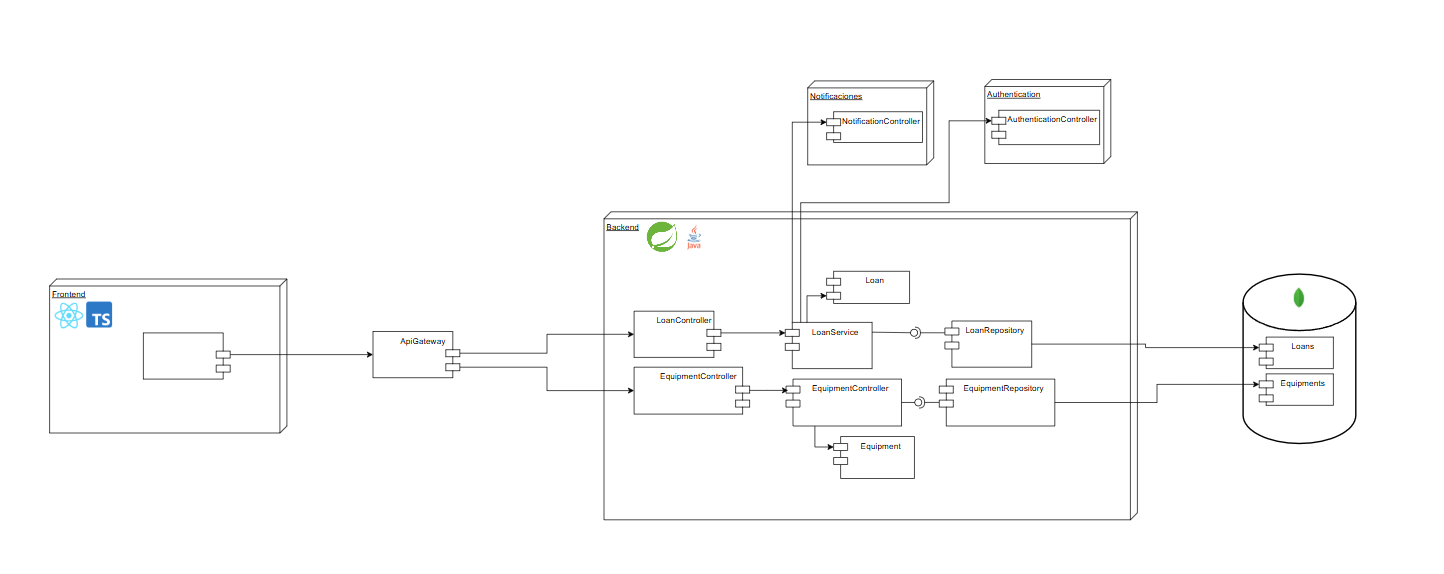 Notificaciones
NotificationController
Authentication
AuthenticationController
Backend
Java
Frontend
TS
ApiGateway
LoanController
EquipmentController
Loan
LoanService
LoanRepository
EquipmentController
EquipmentRepository
Equipment
Loans
Equipments